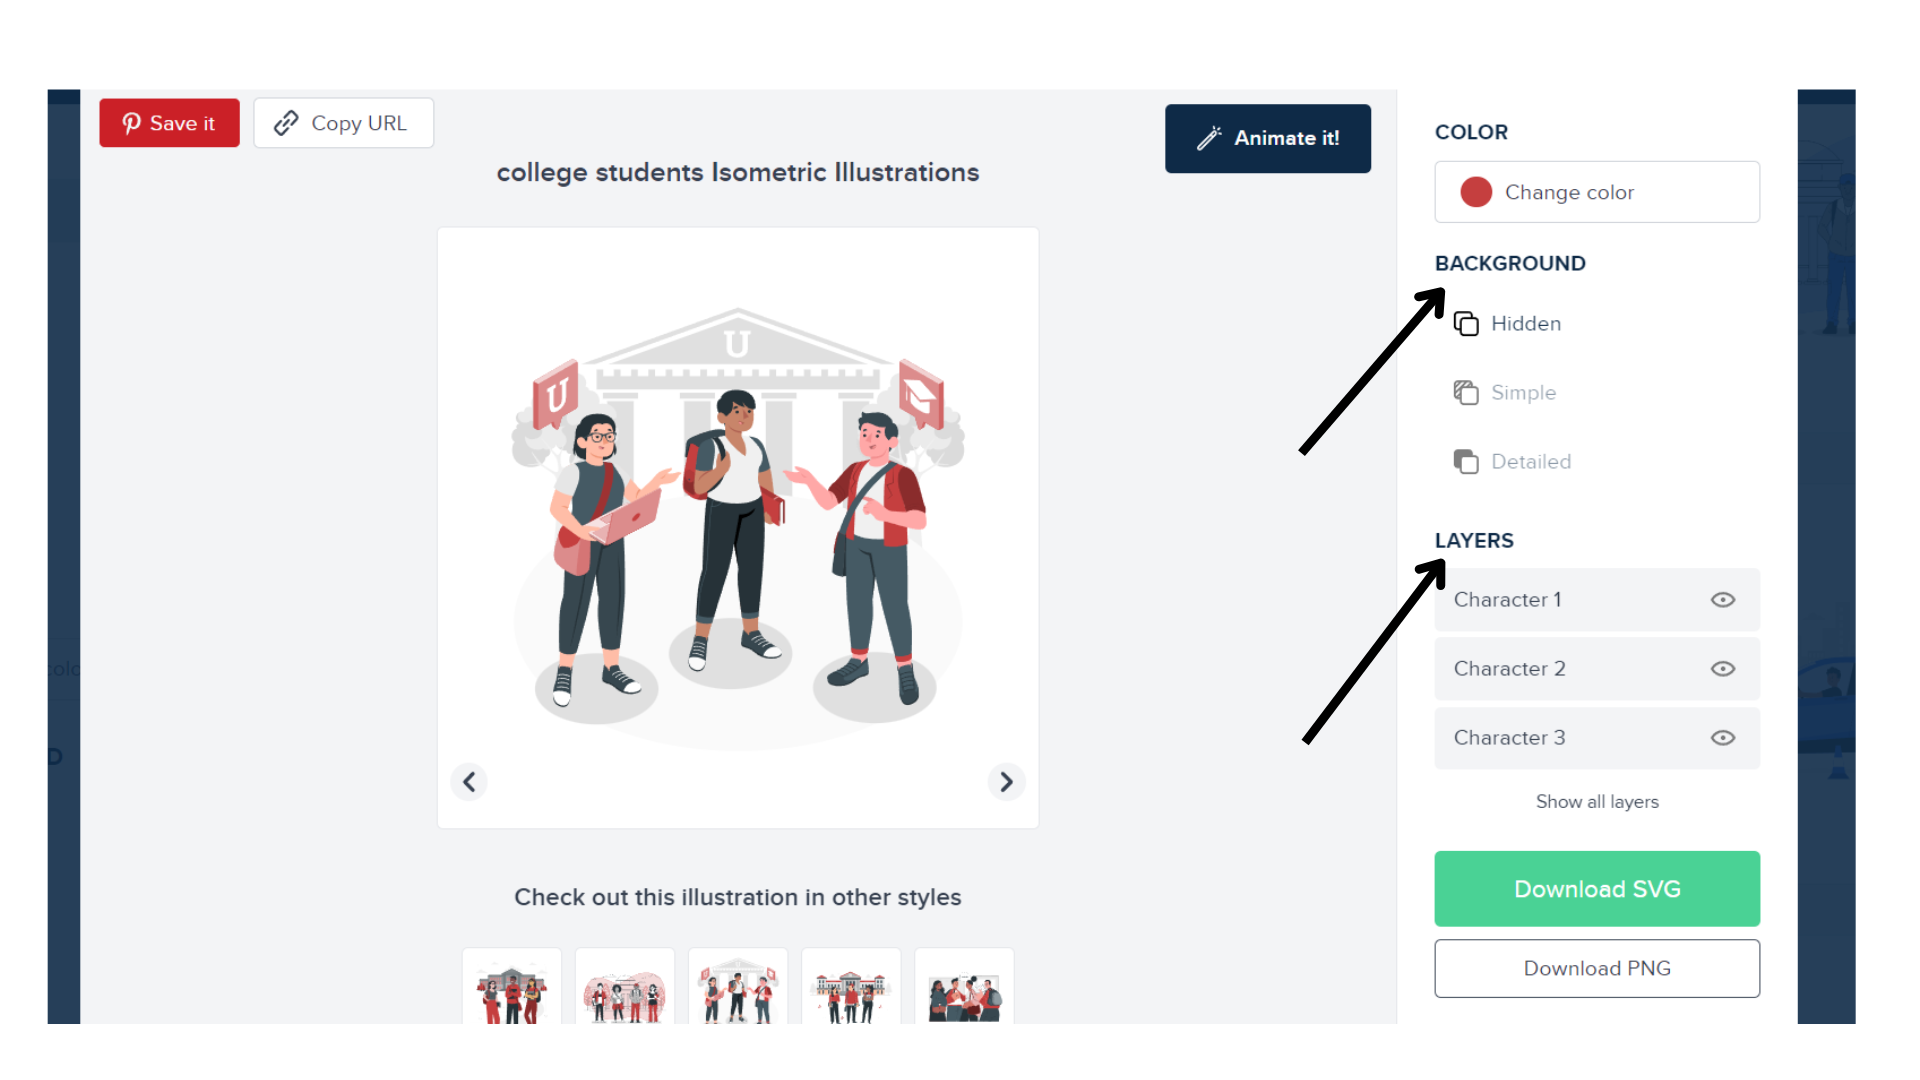 Save it
Copy URL
Animate it!
college students Isometric Illustrations
U
U
COLOR
Change color
BACKGROUND
Hidden
Simple
Detailed
LAYERS
Character 1
Character 2
Character 3
Show all layers
Download SVG
Download PNG
Check out this illustration in other styles